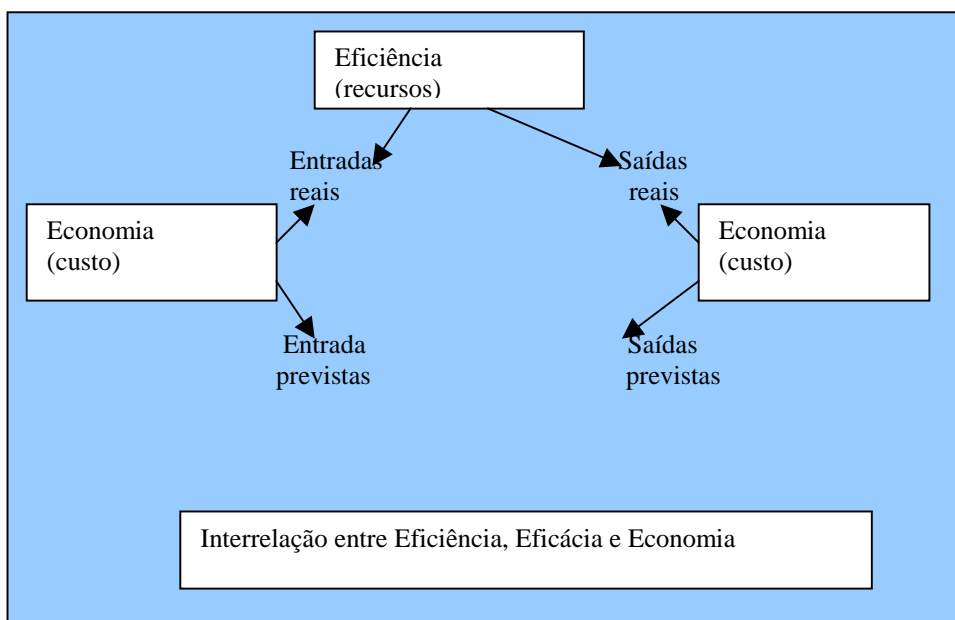 Eficiência
(recursos)
Entradas
reais
Saídas
reais
Economia
(custo)
Economia
(custo)
Entrada
previstas
Saídas
previstas
Interrelação entre Eficiência, Eficácia e Economia